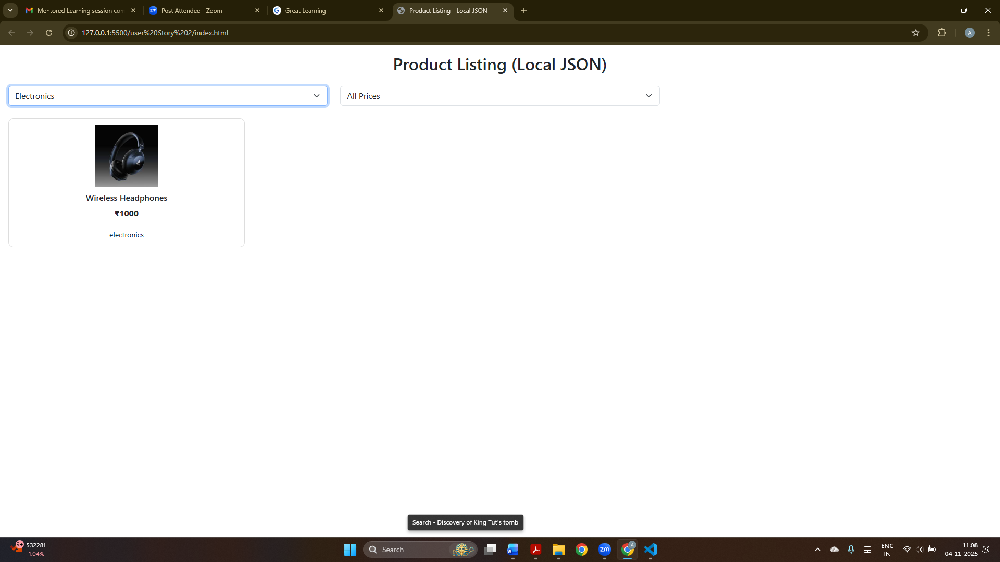 Mentored Learning session con
Post Attendee - Zoom
Great Learning
Product Listing - Local JSON
127.0.0.1:5500/user%20Story%202/index.html
A
Product Listing (Local JSON)
Electronics
All Prices
Wireless Headphones
₹1000
electronics
Search - Discovery of King Tut's tomb
9+
532281
-1.04%
Search
zm
A
ENG
IN
11:08
04-11-2025